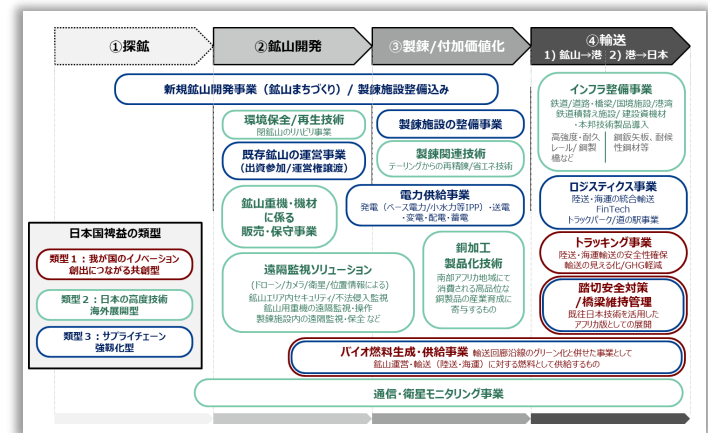 ①探鉱
②鉱山開発
③製錬/付加価値化
④輸送
1) 鉱山→港 2) 港→日本
新規鉱山開発事業（鉱山まちづくり）/ 製錬施設整備込み
環境保全/再生技術
閉鉱山のリハビリ事業
既存鉱山の運営事業
（出資参加/運営権譲渡）
鉱山重機・機材
に係る
販売・保守事業
製錬施設の整備事業
製錬関連技術
テーリングからの再精錬/省エネ技術
電力供給事業
発電（ベース電力/小水力等IPP）・送電
・変電・配電・蓄電
遠隔監視ソリューション
（ドローン/カメラ/衛星/位置情報による）
鉱山エリア内セキュリティ/不法侵入監視
鉱山用重機の遠隔監視・操作
製錬施設内の遠隔監視・保全 など
銅加工
製品化技術
南部アフリカ地域にて
消費される高品位な
銅製品の産業育成に
寄与するもの
インフラ整備事業
鉄道/道路・橋梁/国境施設/港湾
鉄道積替え施設/ 建設資機材
・本邦技術製品導入
高強度・耐久
レール/ 鋼製
橋など
鋼鈑矢板、耐候
性鋼材等
ロジスティクス事業
陸送・海運の統合輸送
FinTech
トラックパーク/道の駅事業
トラッキング事業
陸送・海運輸送の安全性確保
輸送の見える化/GHG軽減
踏切安全対策
/橋梁維持管理
既往日本技術を活用した
アフリカ版としての展開
バイオ燃料生成・供給事業 輸送回廊沿線のグリーン化と併せた事業として
鉱山運営・輸送（陸送・海運）に対する燃料として供給するもの
通信・衛星モニタリング事業
日本国裨益の類型
類型１：我が国のイノベーション
創出につながる共創型
類型２：日本の高度技術
海外展開型
類型３：サプライチェーン
強靱化型